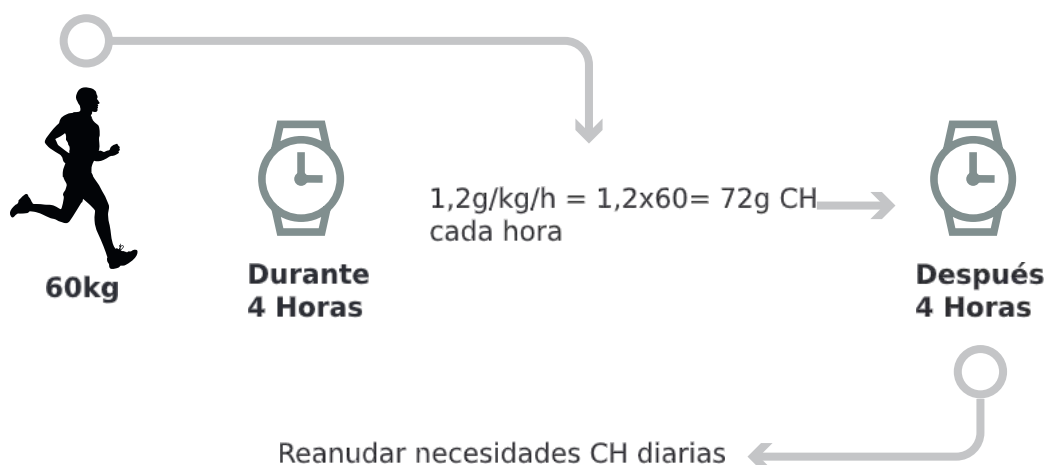 60kg
Durante
4 Horas
1,2g/kg/h = 1,2x60= 72g CH
cada hora
Después
4 Horas
Reanudar necesidades CH diarias